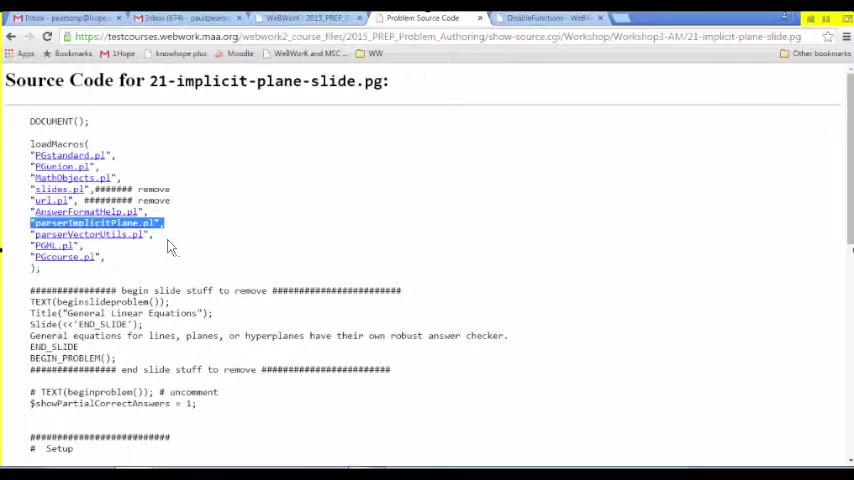 Inbox - pearsonp@hope.c
Inbox (674) - paultpearson
WeBWorK : 2015_PREP_Pr
Problem Source Code
DisableFunctions - WeBW
https://testcourses.webwork.maa.org/webwork2_course_files/2015_PREP_Problem_Authoring/show-source.cgi/Workshop/Workshop3-AM/21-implicit-plane-slide.pg
Apps
Bookmarks
1Hope
knowhope plus
Moodle
WeBWorK and MSC ...
WW
Other bookmarks
Source Code for 21-implicit-plane-slide.pg:
DOCUMENT();
loadMacros(
"PGstandard.pl",
"PGunion.pl",
"MathObjects.pl",
"slides.pl",####### remove
"url.pl", ######### remove
"AnswerFormatHelp.pl",
"parserImplicitPlane.pl",
"parserVectorUtils.pl",
"PGML.pl",
"PGcourse.pl",
);
################ begin slide stuff to remove ########################
TEXT(beginslideproblem());
Title("General Linear Equations");
Slide(<<'END_SLIDE');
General equations for lines, planes, or hyperplanes have their own robust answer checker.
END_SLIDE
BEGIN_PROBLEM();
################ end slide stuff to remove ########################
# TEXT(beginproblem()); # uncomment
$showPartialCorrectAnswers = 1;
##########################
# Setup